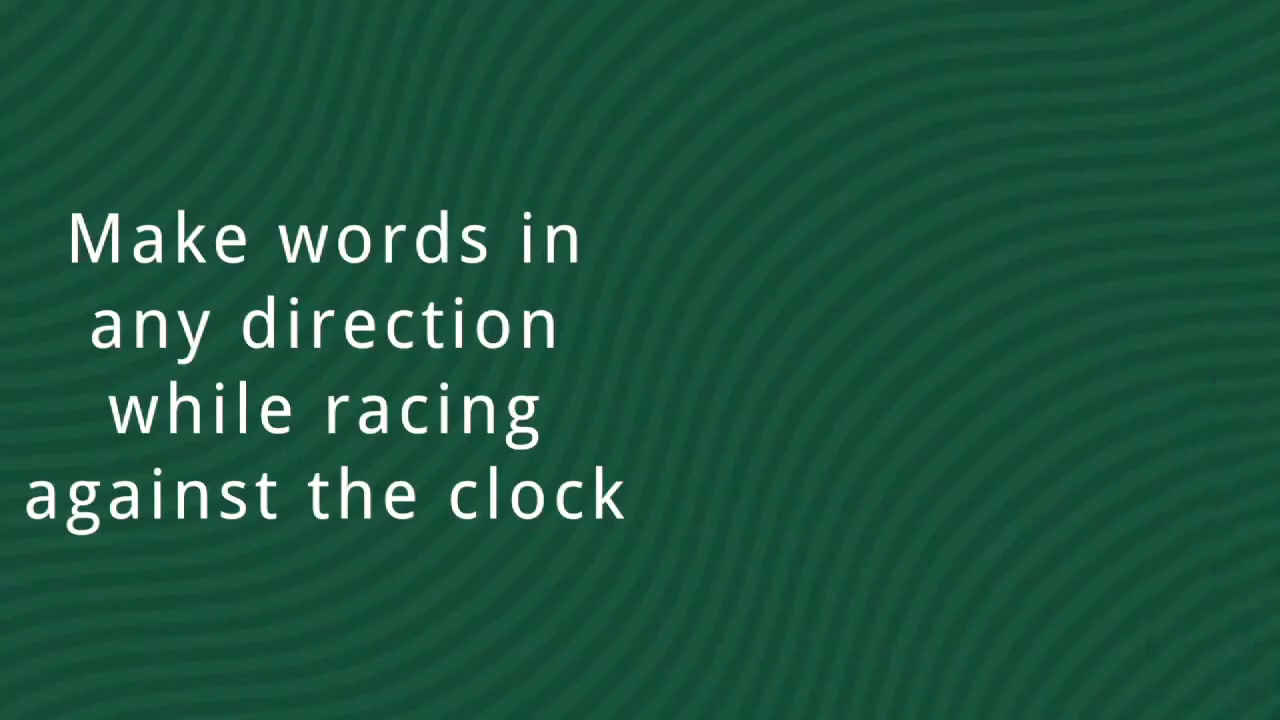 Make words in
any direction
while racing
against the clock